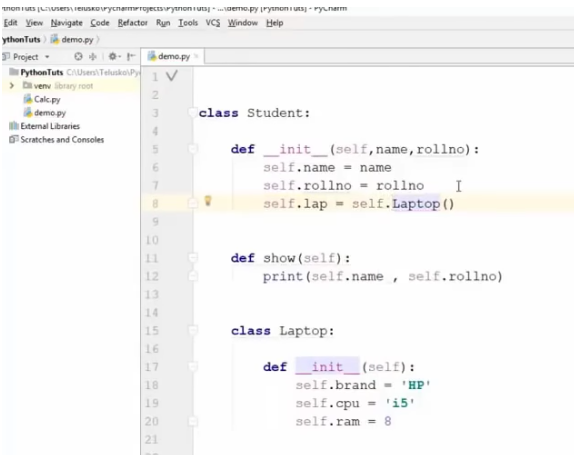 PythonTuts [C:\Users\Telusko\PycharmProjects\PythonTuts] - ...\demo.py [PythonTuts] - PyCharm
Edit View Navigate Code Refactor Run Tools VCS Window Help
ythonTuts demo.py
Project
demo.py
PythonTuts C:\Users\Telusko\Py
venv library root
Calc.py
demo.py
External Libraries
Scratches and Consoles
1
2
3 class Student:
4
5 def __init__(self,name,rollno):
6 self.name = name
7 self.rollno = rollno
8 self.lap = self.Laptop()
9
10
11 def show(self):
12 print(self.name , self.rollno)
13
14
15 class Laptop:
16
17 def __init__(self):
18 self.brand = 'HP'
19 self.cpu = 'i5'
20 self.ram = 8
21